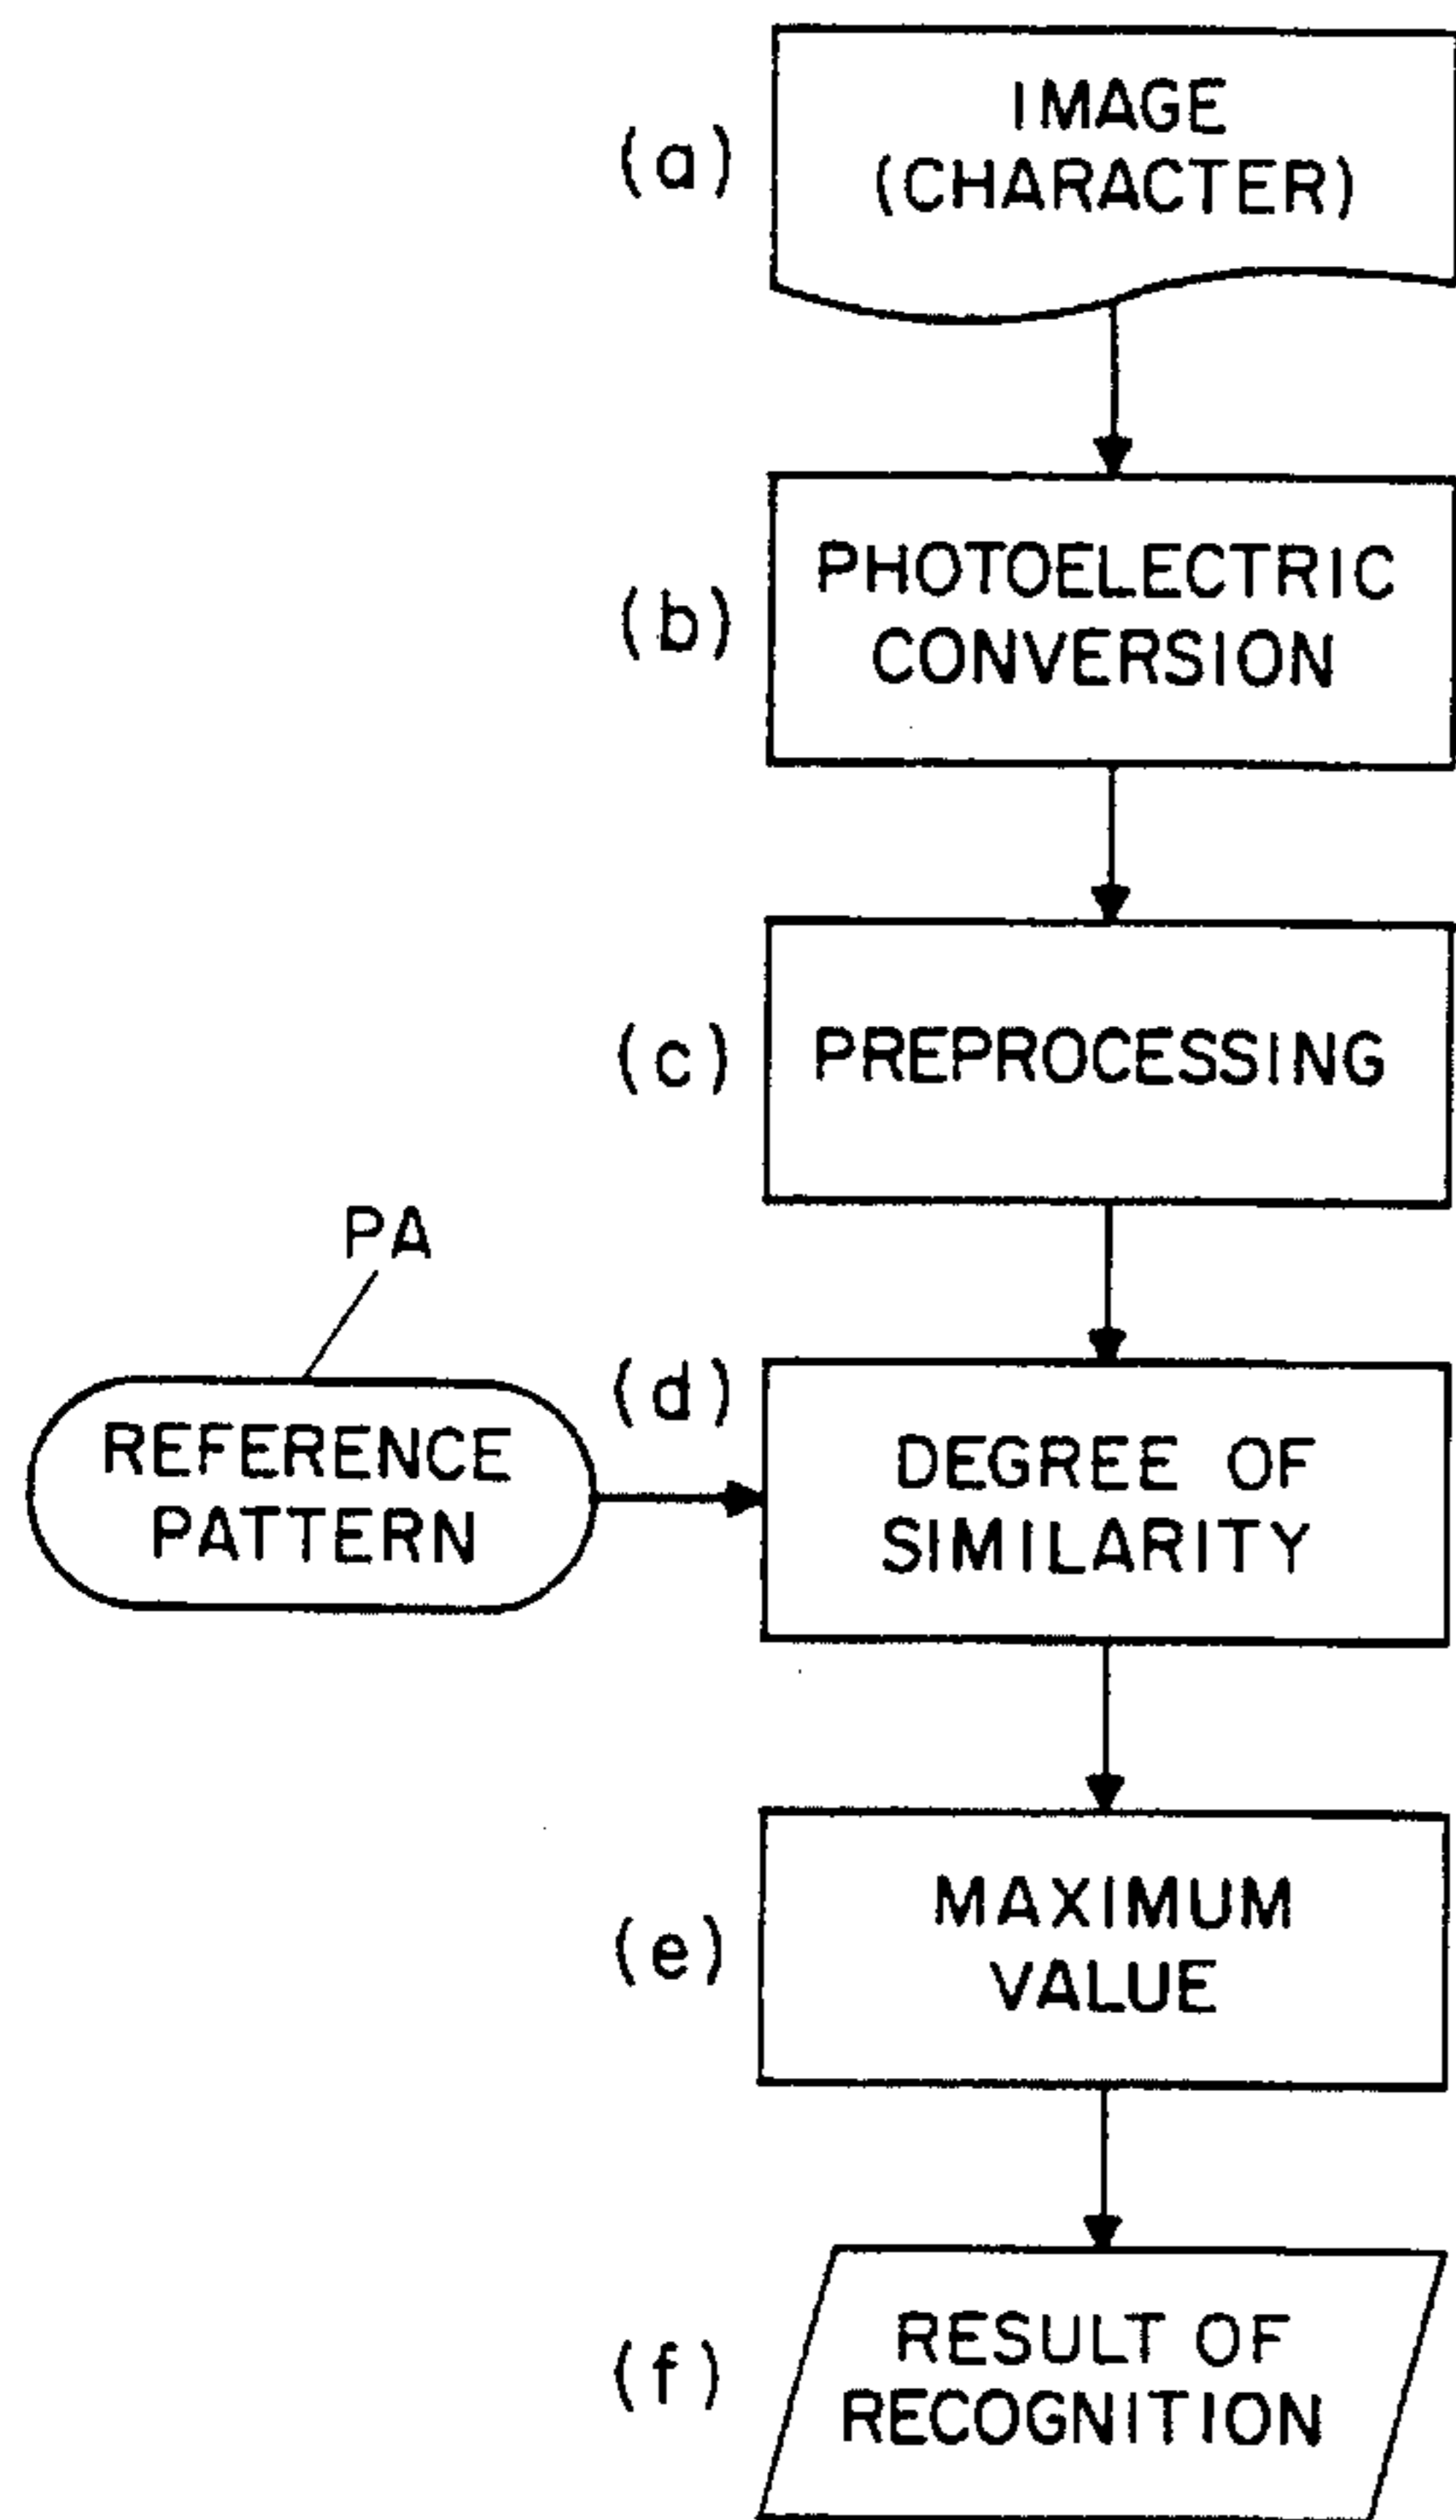 (a)
IMAGE
(CHARACTER)
(b)
PHOTOELECTRIC
CONVERSION
(c)
PREPROCESSING
PA
REFERENCE
PATTERN
(d)
DEGREE OF
SIMILARITY
(e)
MAXIMUM
VALUE
(f)
RESULT OF
RECOGNITION